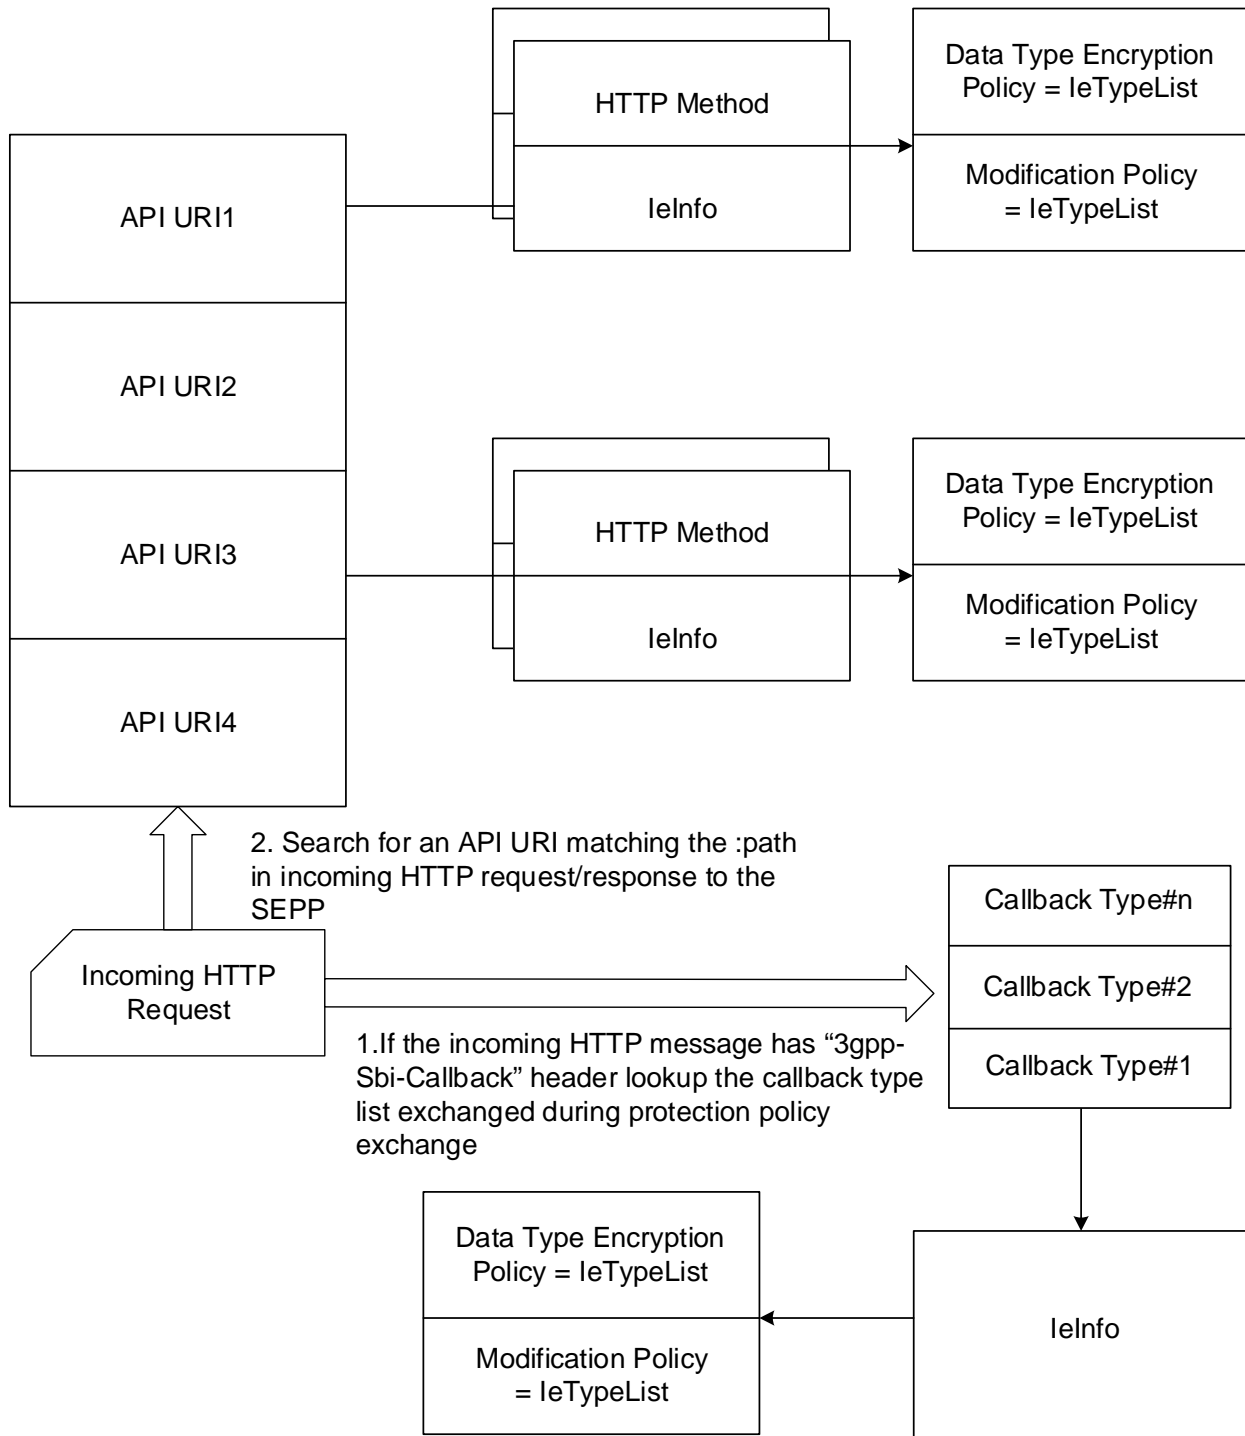 HTTP Method
IeInfo
Data Type Encryption
Policy = IeTypeList
Modification Policy
= IeTypeList
API URI1
API URI2
API URI3
API URI4
HTTP Method
IeInfo
Data Type Encryption
Policy = IeTypeList
Modification Policy
= IeTypeList
2. Search for an API URI matching the :path
in incoming HTTP request/response to the
SEPP
Incoming HTTP
Request
1.If the incoming HTTP message has “3gpp-
Sbi-Callback” header lookup the callback type
list exchanged during protection policy
exchange
Callback Type#n
Callback Type#2
Callback Type#1
Data Type Encryption
Policy = IeTypeList
Modification Policy
= IeTypeList
IeInfo